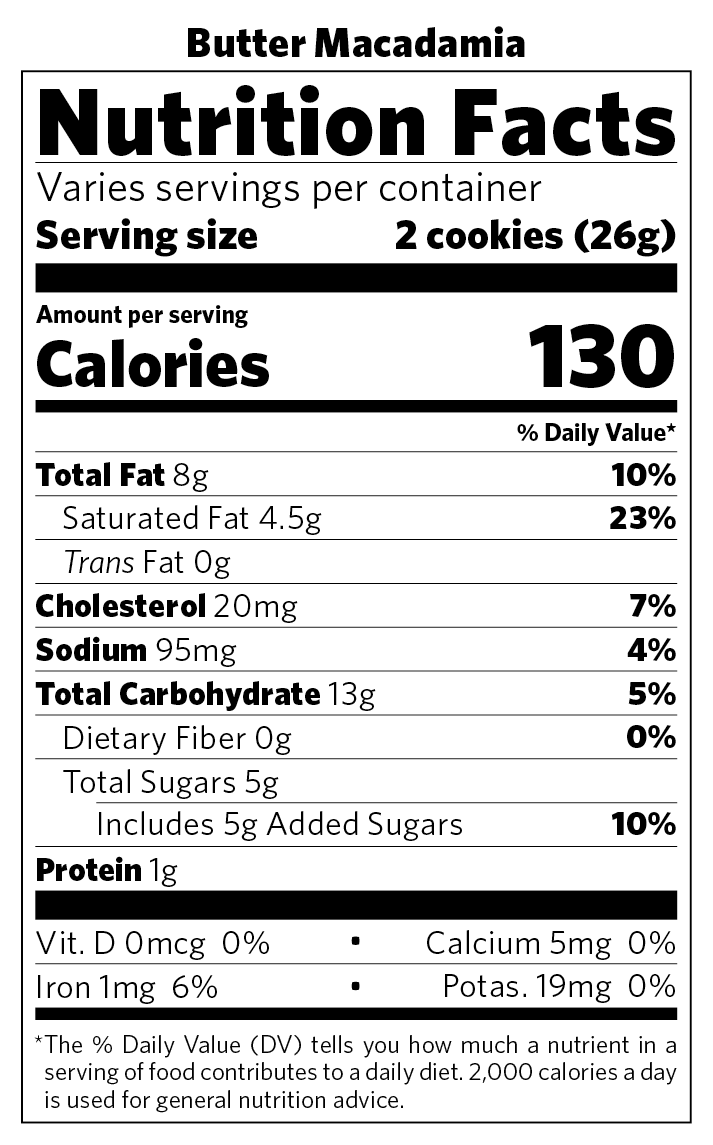 Butter Macadamia
Nutrition Facts
Varies servings per container
Serving size 2 cookies (26g)
Amount per serving
Calories 130
% Daily Value*
Total Fat 8g 10%
Saturated Fat 4.5g 23%
Trans Fat 0g
Cholesterol 20mg 7%
Sodium 95mg 4%
Total Carbohydrate 13g 5%
Dietary Fiber 0g 0%
Total Sugars 5g
Includes 5g Added Sugars 10%
Protein 1g
Vit. D 0mcg 0% • Calcium 5mg 0%
Iron 1mg 6% • Potas. 19mg 0%
*The % Daily Value (DV) tells you how much a nutrient in a
serving of food contributes to a daily diet. 2,000 calories a day
is used for general nutrition advice.